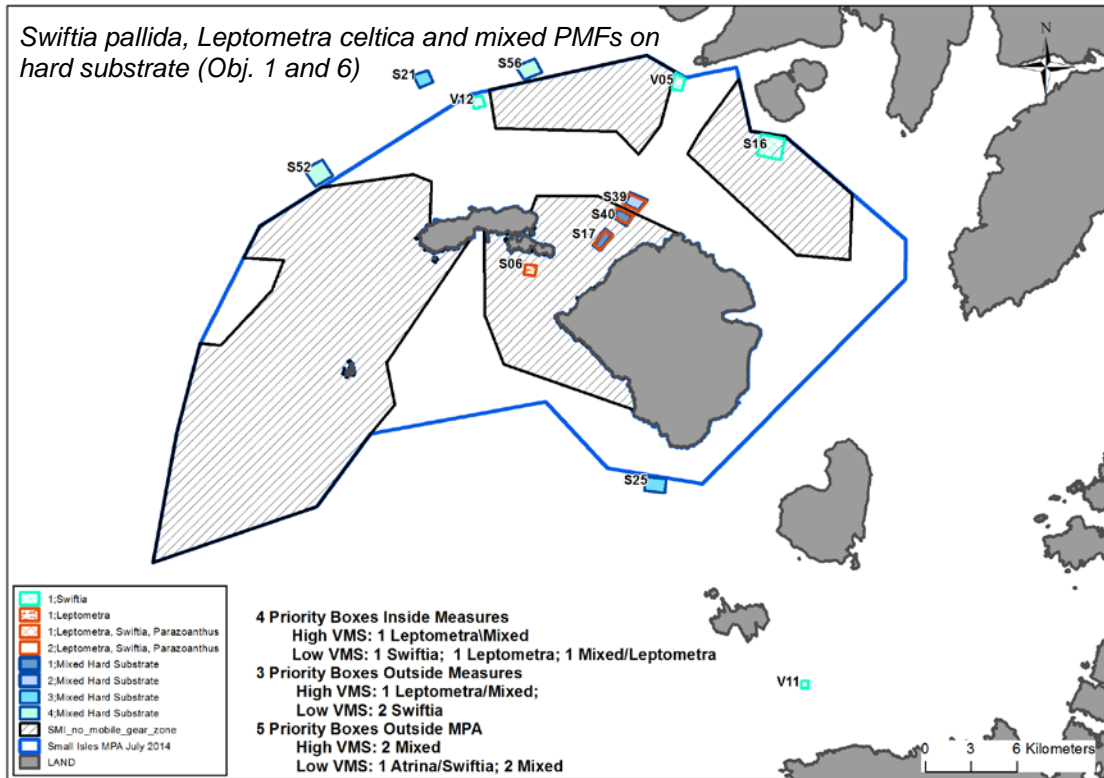 Swiftia pallida, Leptometra celtica and mixed PMFs on
hard substrate (Obj. 1 and 6)
N
S56
S21
V05
V12
S16
S52
S39
S40
S17
S06
S25
V11
1;Swiftia
1;Leptometra
1;Leptometra, Swiftia, Parazoanthus
2;Leptometra, Swiftia, Parazoanthus
1;Mixed Hard Substrate
2;Mixed Hard Substrate
3;Mixed Hard Substrate
4;Mixed Hard Substrate
SMI_no_mobile_gear_zone
Small Isles MPA July 2014
LAND
4 Priority Boxes Inside Measures
High VMS: 1 Leptometra\Mixed
Low VMS: 1 Swiftia; 1 Leptometra; 1 Mixed/Leptometra
3 Priority Boxes Outside Measures
High VMS: 1 Leptometra/Mixed;
Low VMS: 2 Swiftia
5 Priority Boxes Outside MPA
High VMS: 2 Mixed
Low VMS: 1 Atrina/Swiftia; 2 Mixed
0 3 6 Kilometers